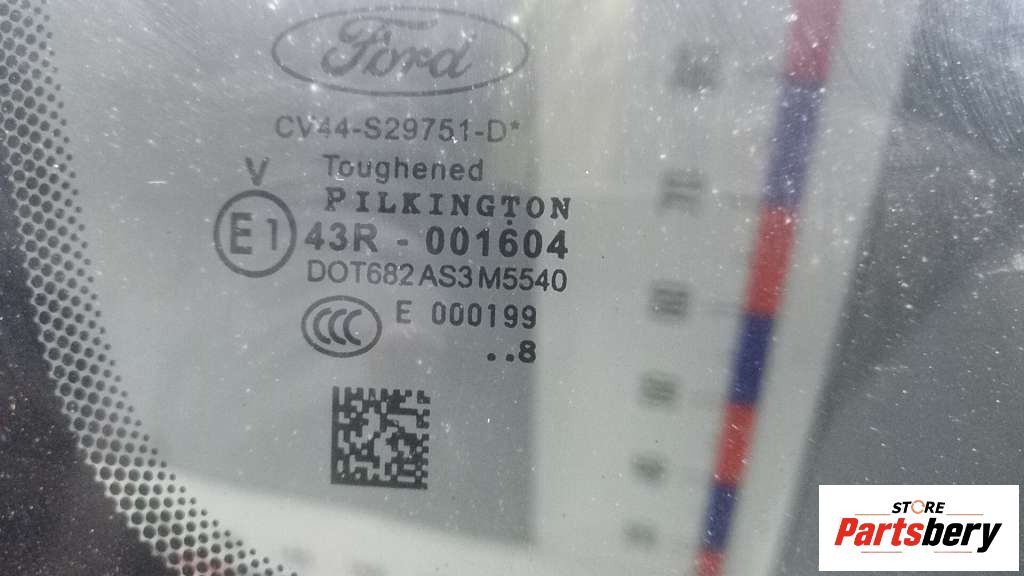 Ford
CV44-S29751-D*
Toughened
V
PILKINGTON
E1
43R - 001604
DOT682 AS3 M5540
CCC
E 000199
..8
STORE
Partsbery